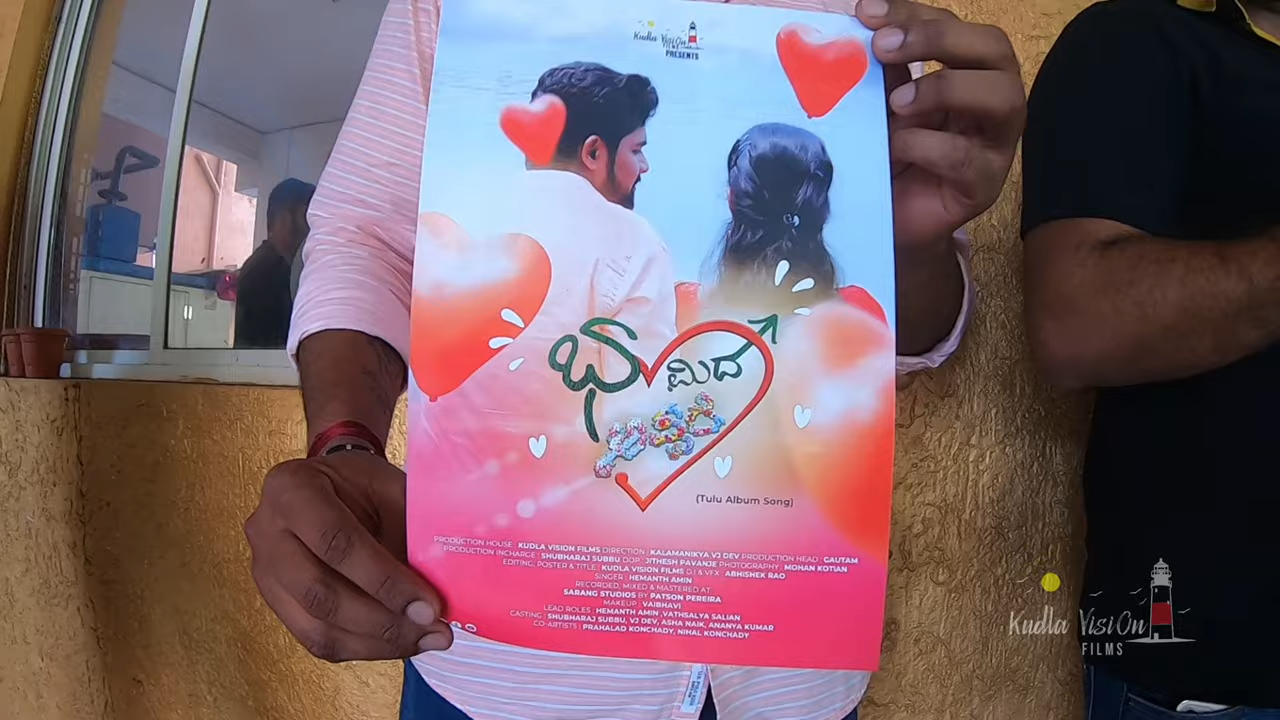 Kudla VisiOn
FILMS
PRESENTS
ಭೂಮಿದ
(Tulu Album Song)
PRODUCTION HOUSE : KUDLA VISION FILMS DIRECTION : KALAMANIKYA VJ DEV PRODUCTION HEAD : GAUTAM
PRODUCTION INCHARGE : SHUBHARAJ SUBBU DOP : JITHESH PAVANJE PHOTOGRAPHY : MOHAN KOTIAN
EDITING, POSTER & TITLE : KUDLA VISION FILMS D.I & VFX : ABHISHEK RAO
SINGER : HEMANTH AMIN
RECORDED, MIXED & MASTERED AT
SARANG STUDIOS BY PATSON PEREIRA
MAKEUP : VAIBHAVI
LEAD ROLES : HEMANTH AMIN ,VATHSALYA SALIAN
CASTING : SHUBHARAJ SUBBU, VJ DEV, ASHA NAIK, ANANYA KUMAR
CO-ARTISTS : PRAHALAD KONCHADY, NIHAL KONCHADY
Kudla VisiOn
FILMS